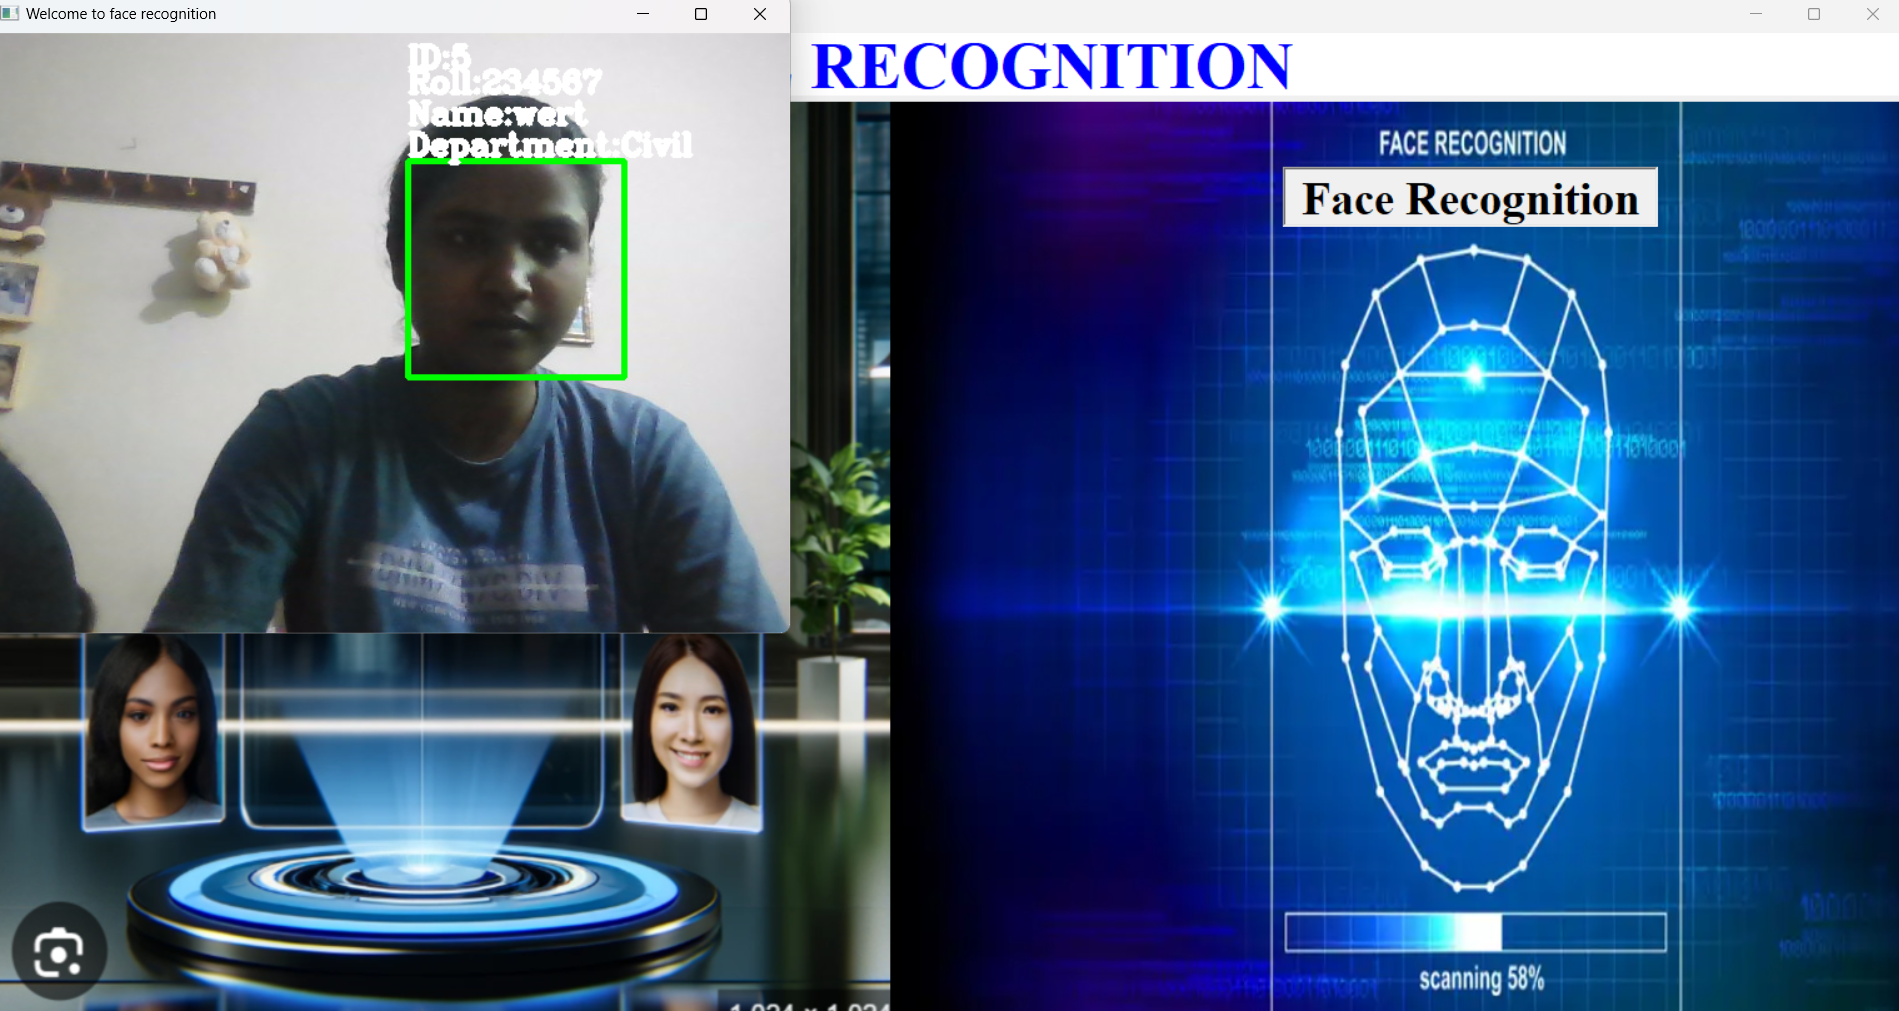 Welcome to face recognition
RECOGNITION
ID:5
Roll:234567
Name:wert
Department:Civil
FACE RECOGNITION
Face Recognition
scanning 58%